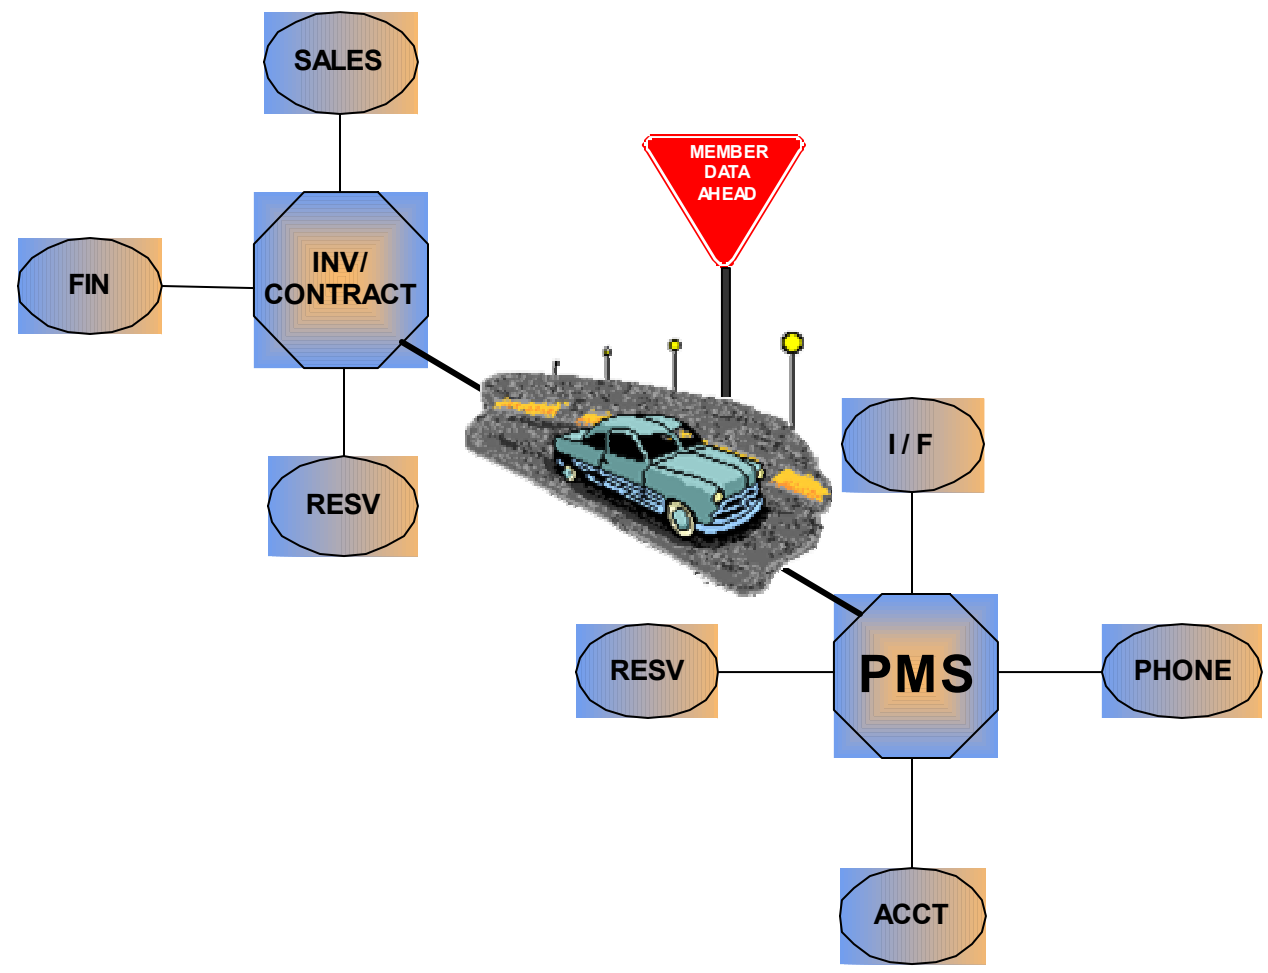 SALES
MEMBER
DATA
AHEAD
INV/
CONTRACT
FIN
I / F
RESV
RESV
PMS
PHONE
ACCT